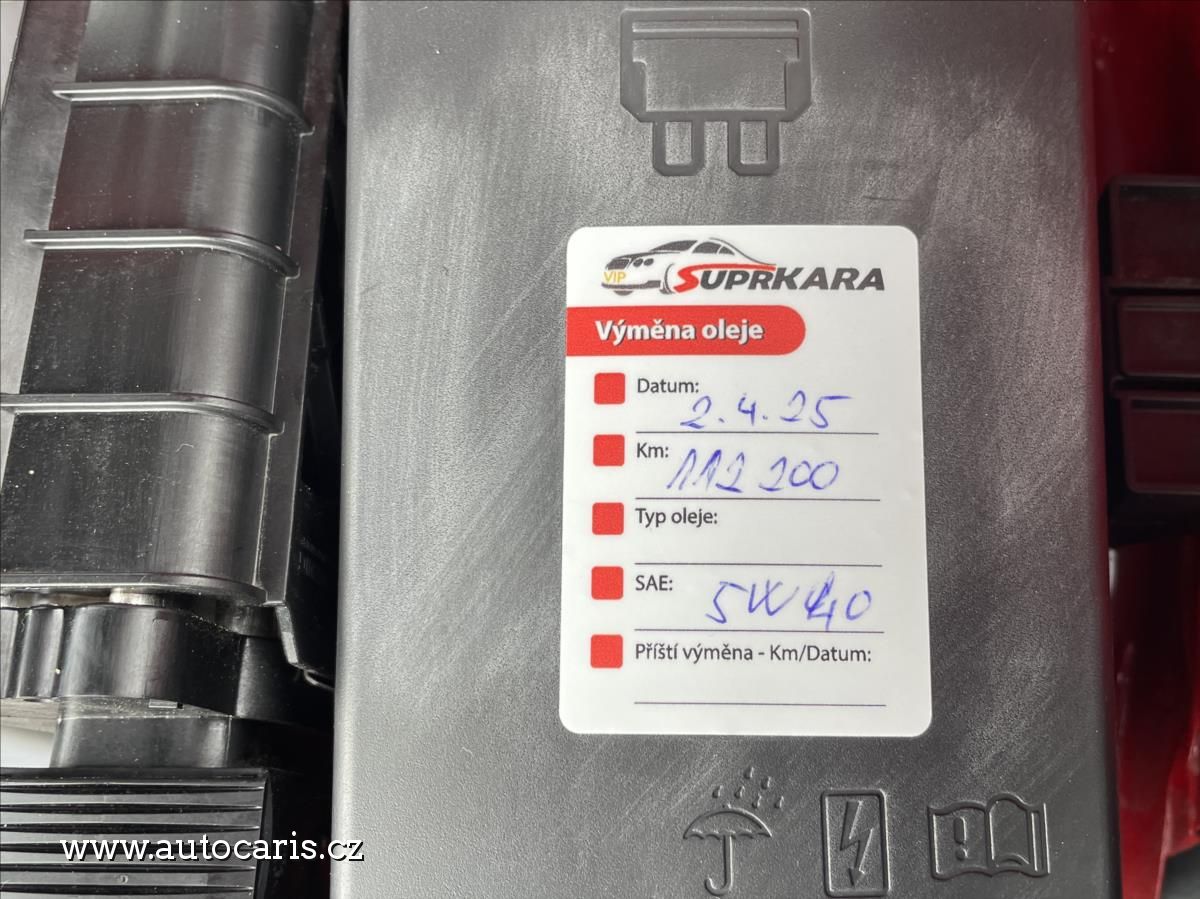 VIP
SUPRKARA
Výměna oleje
Datum: 2.4.25
Km: 112 200
Typ oleje:
SAE: 5W40
Příští výměna - Km/Datum:
www.autocaris.cz